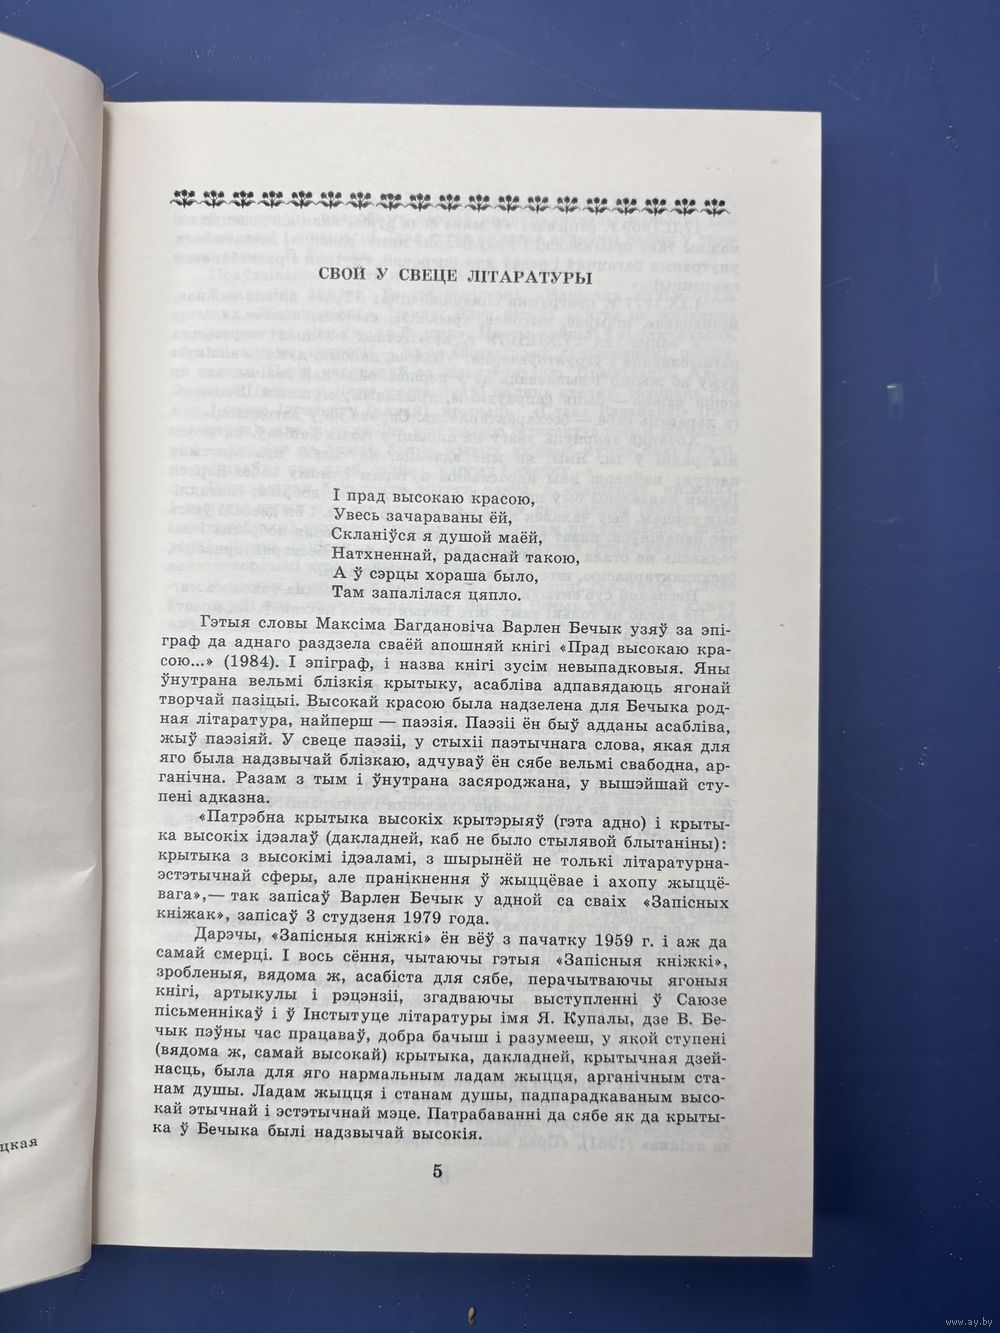 СВОЙ У СВЕЦЕ ЛІТАРАТУРЫ
І прад высокаю красою,
Увесь зачараваны ёй,
Скланіўся я душой маёй,
Натхненнай, радаснай такою,
А ў сэрцы хораша было,
Там запалілася цяпло.
Гэтыя словы Максіма Багдановіча Варлен Бечык узяў за эпі-
граф да аднаго раздзела сваёй апошняй кнігі «Прад высокаю кра-
сою...» (1984). І эпіграф, і назва кнігі зусім невыпадковыя. Яны
ўнутрана вельмі блізкія крытыку, асабліва адпавядаюць ягонай
творчай пазіцыі. Высокай красою была надзелена для Бечыка род-
ная літаратура, найперш — паэзія. Паэзіі ён быў адданы асабліва,
жыў паэзіяй. У свеце паэзіі, у стыхіі паэтычнага слова, якая для
яго была надзвычай блізкаю, адчуваў ён сябе вельмі свабодна, ар-
ганічна. Разам з тым і ўнутрана засяроджана, у вышэйшай сту-
пені адказна.
«Патрэбна крытыка высокіх крытэрыяў (гэта адно) і крыты-
ка высокіх ідэалаў (дакладней, каб не было стылявой блытаніны):
крытыка з высокімі ідэаламі, з шырынёй не толькі літаратурна-
эстэтычнай сферы, але пранікнення ў жыццёвае і ахопу жыццё-
вага»,— так запісаў Варлен Бечык у адной са сваіх «Запісных
кніжак», запісаў 3 студзеня 1979 года.
Дарэчы, «Запісныя кніжкі» ён вёў з пачатку 1959 г. і аж да
самай смерці. І вось сёння, чытаючы гэтыя «Запісныя кніжкі»,
зробленыя, вядома ж, асабіста для сябе, перачытваючы ягоныя
кнігі, артыкулы і рэцэнзіі, згадваючы выступленні ў Саюзе
пісьменнікаў і ў Інстытуце літаратуры імя Я. Купалы, дзе В. Бе-
чык пэўны час працаваў, добра бачыш і разумееш, у якой ступені
(вядома ж, самай высокай) крытыка, дакладней, крытычная дзей-
насць, была для яго нармальным ладам жыцця, арганічным ста-
нам душы. Ладам жыцця і станам душы, падпарадкаваным высо-
кай этычнай і эстэтычнай мэце. Патрабаванні да сябе як да крыты-
ка ў Бечыка былі надзвычай высокія.
5
цкая
www.ay.by